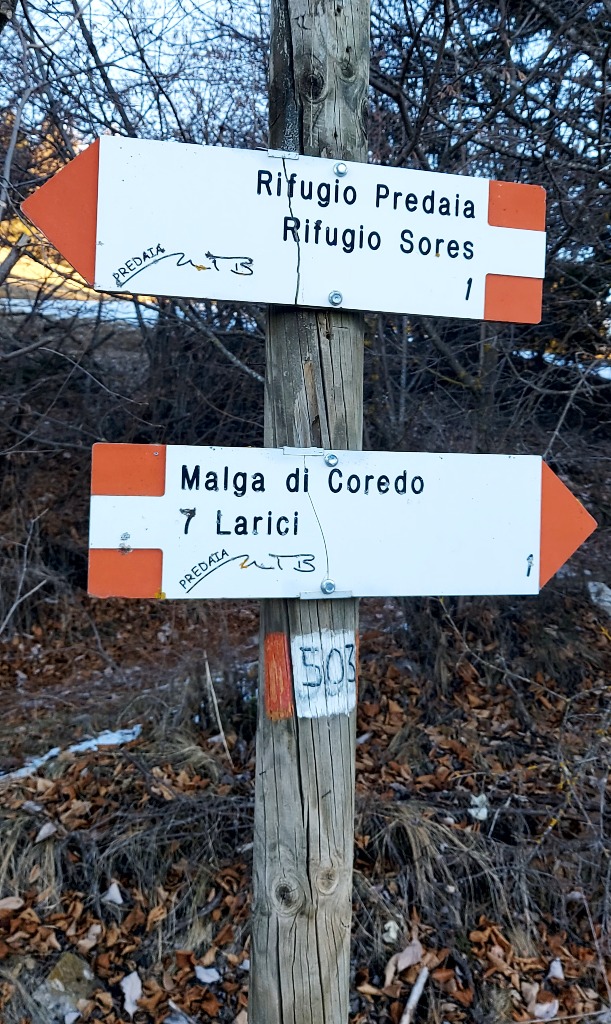 Rifugio Predaia
Rifugio Sores
PREDAIA MTB
1
Malga di Coredo
7 Larici
PREDAIA MTB
1
503